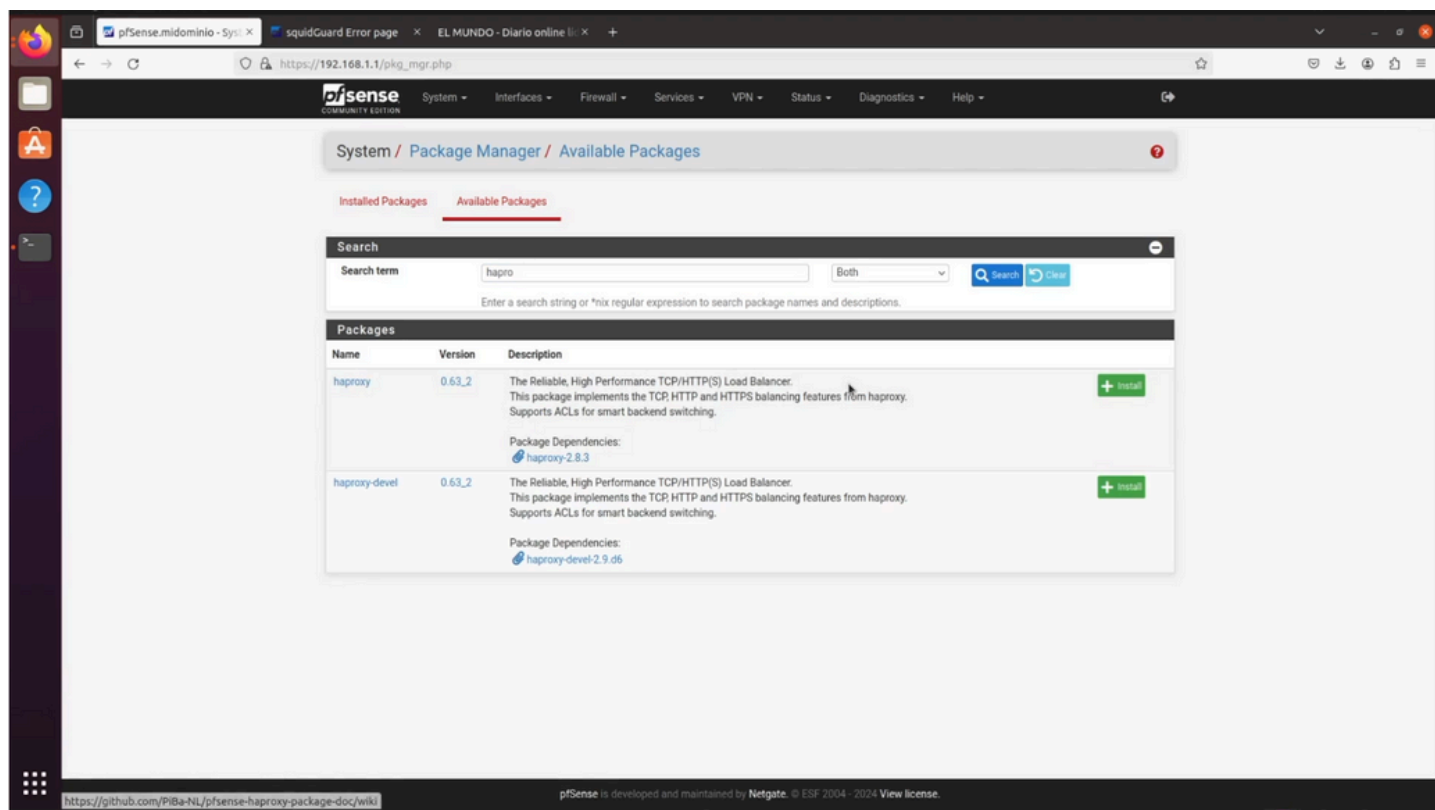 pfSense.midominio - Syst
squidGuard Error page
EL MUNDO - Diario online líc
https://192.168.1.1/pkg_mgr.php
pfsense
COMMUNITY EDITION
System
Interfaces
Firewall
Services
VPN
Status
Diagnostics
Help
System / Package Manager / Available Packages
Installed Packages
Available Packages
Search
Search term
hapro
Both
Search
Clear
Enter a search string or *nix regular expression to search package names and descriptions.
Packages
Name Version Description
haproxy 0.63_2 The Reliable, High Performance TCP/HTTP(S) Load Balancer.
This package implements the TCP, HTTP and HTTPS balancing features from haproxy.
Supports ACLs for smart backend switching.
Package Dependencies:
haproxy-2.8.3
Install
haproxy-devel 0.63_2 The Reliable, High Performance TCP/HTTP(S) Load Balancer.
This package implements the TCP, HTTP and HTTPS balancing features from haproxy.
Supports ACLs for smart backend switching.
Package Dependencies:
haproxy-devel-2.9.d6
Install
https://github.com/PiBa-NL/pfsense-haproxy-package-doc/wiki
pfSense is developed and maintained by Netgate. © ESF 2004 - 2024 View license.